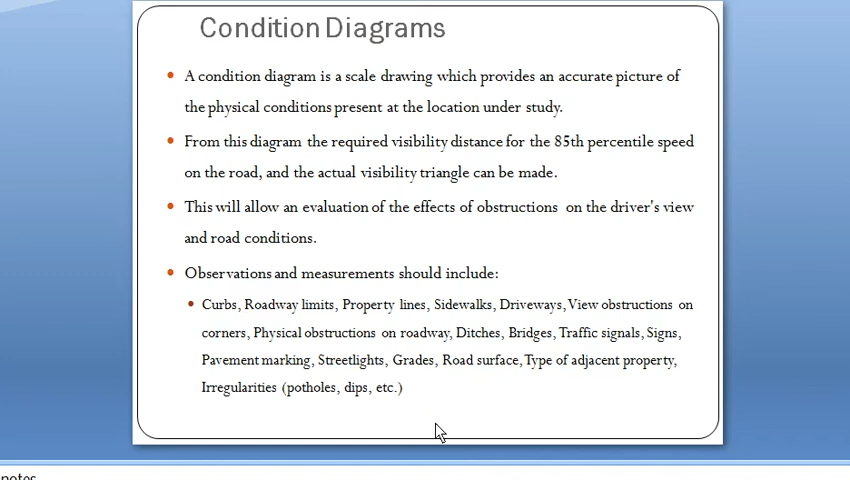 Condition Diagrams
A condition diagram is a scale drawing which provides an accurate picture of
the physical conditions present at the location under study.
From this diagram the required visibility distance for the 85th percentile speed
on the road, and the actual visibility triangle can be made.
This will allow an evaluation of the effects of obstructions on the driver's view
and road conditions.
Observations and measurements should include:
Curbs, Roadway limits, Property lines, Sidewalks, Driveways, View obstructions on
corners, Physical obstructions on roadway, Ditches, Bridges, Traffic signals, Signs,
Pavement marking, Streetlights, Grades, Road surface, Type of adjacent property,
Irregularities (potholes, dips, etc.)
notes